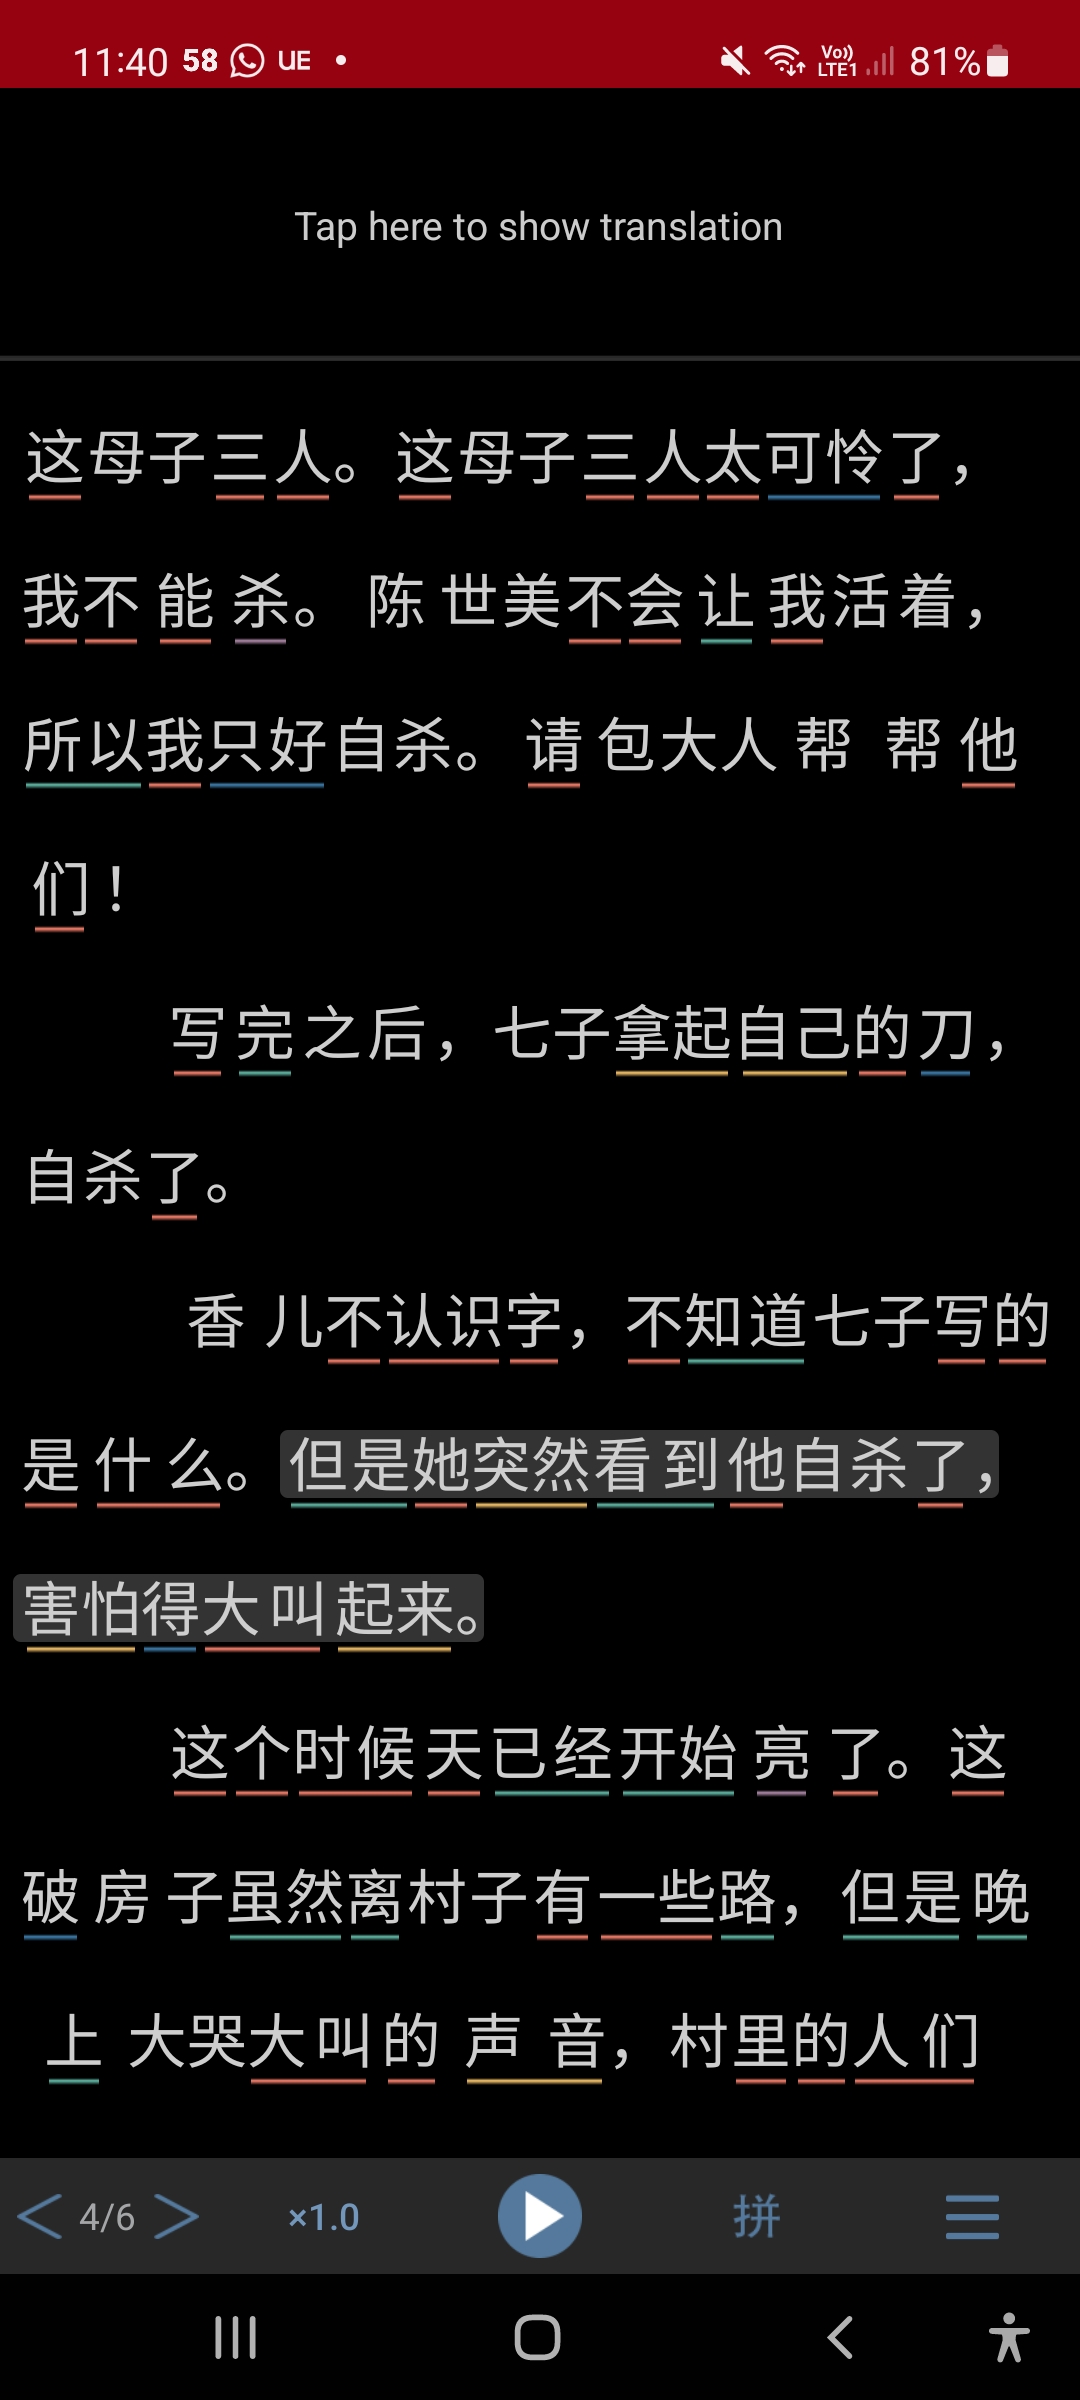 11:40 58 UE • Vo)) LTE1 81%
Tap here to show translation
这母子三人。这母子三人太可怜了，
我不能杀。陈世美不会让我活着，
所以我只好自杀。请包大人帮帮他
们！
写完之后，七子拿起自己的刀，
自杀了。
香儿不认识字，不知道七子写的
是什么。但是她突然看到他自杀了，
害怕得大叫起来。
这个时候天已经开始亮了。这
破房子虽然离村子有一些路，但是晚
上大哭大叫的声音，村里的人们
4/6 ×1.0 拼